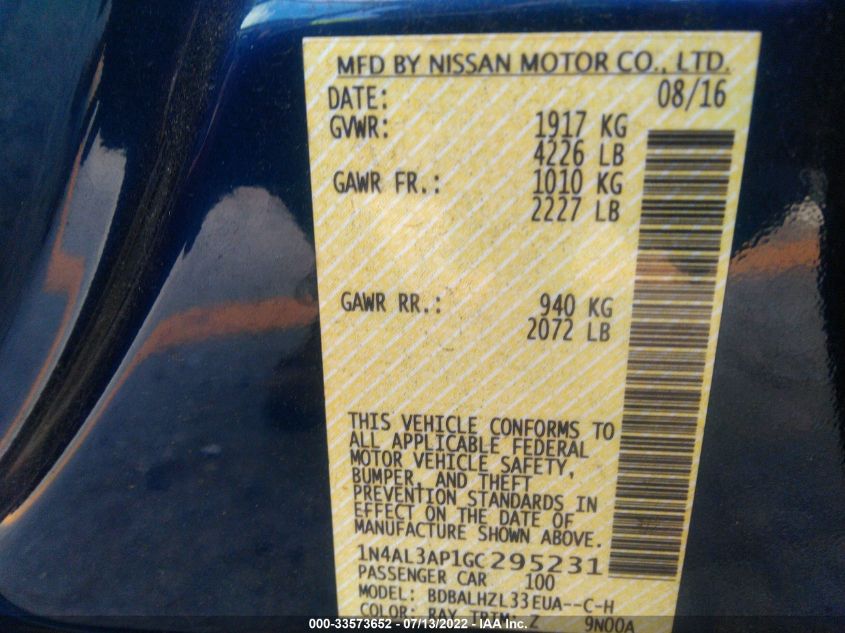 MFD BY NISSAN MOTOR CO., LTD.
DATE: 08/16
GVWR: 1917 KG
4226 LB
GAWR FR.: 1010 KG
2227 LB
GAWR RR.: 940 KG
2072 LB
THIS VEHICLE CONFORMS TO
ALL APPLICABLE FEDERAL
MOTOR VEHICLE SAFETY,
BUMPER, AND THEFT
PREVENTION STANDARDS IN
EFFECT ON THE DATE OF
MANUFACTURE SHOWN ABOVE.
1N4AL3AP1GC295231
PASSENGER CAR 100
MODEL: BDBALHZL33EUA--C-H
COLOR: RAY TRIM: Z 9N00A
000-33573652 - 07/13/2022 - IAA Inc.